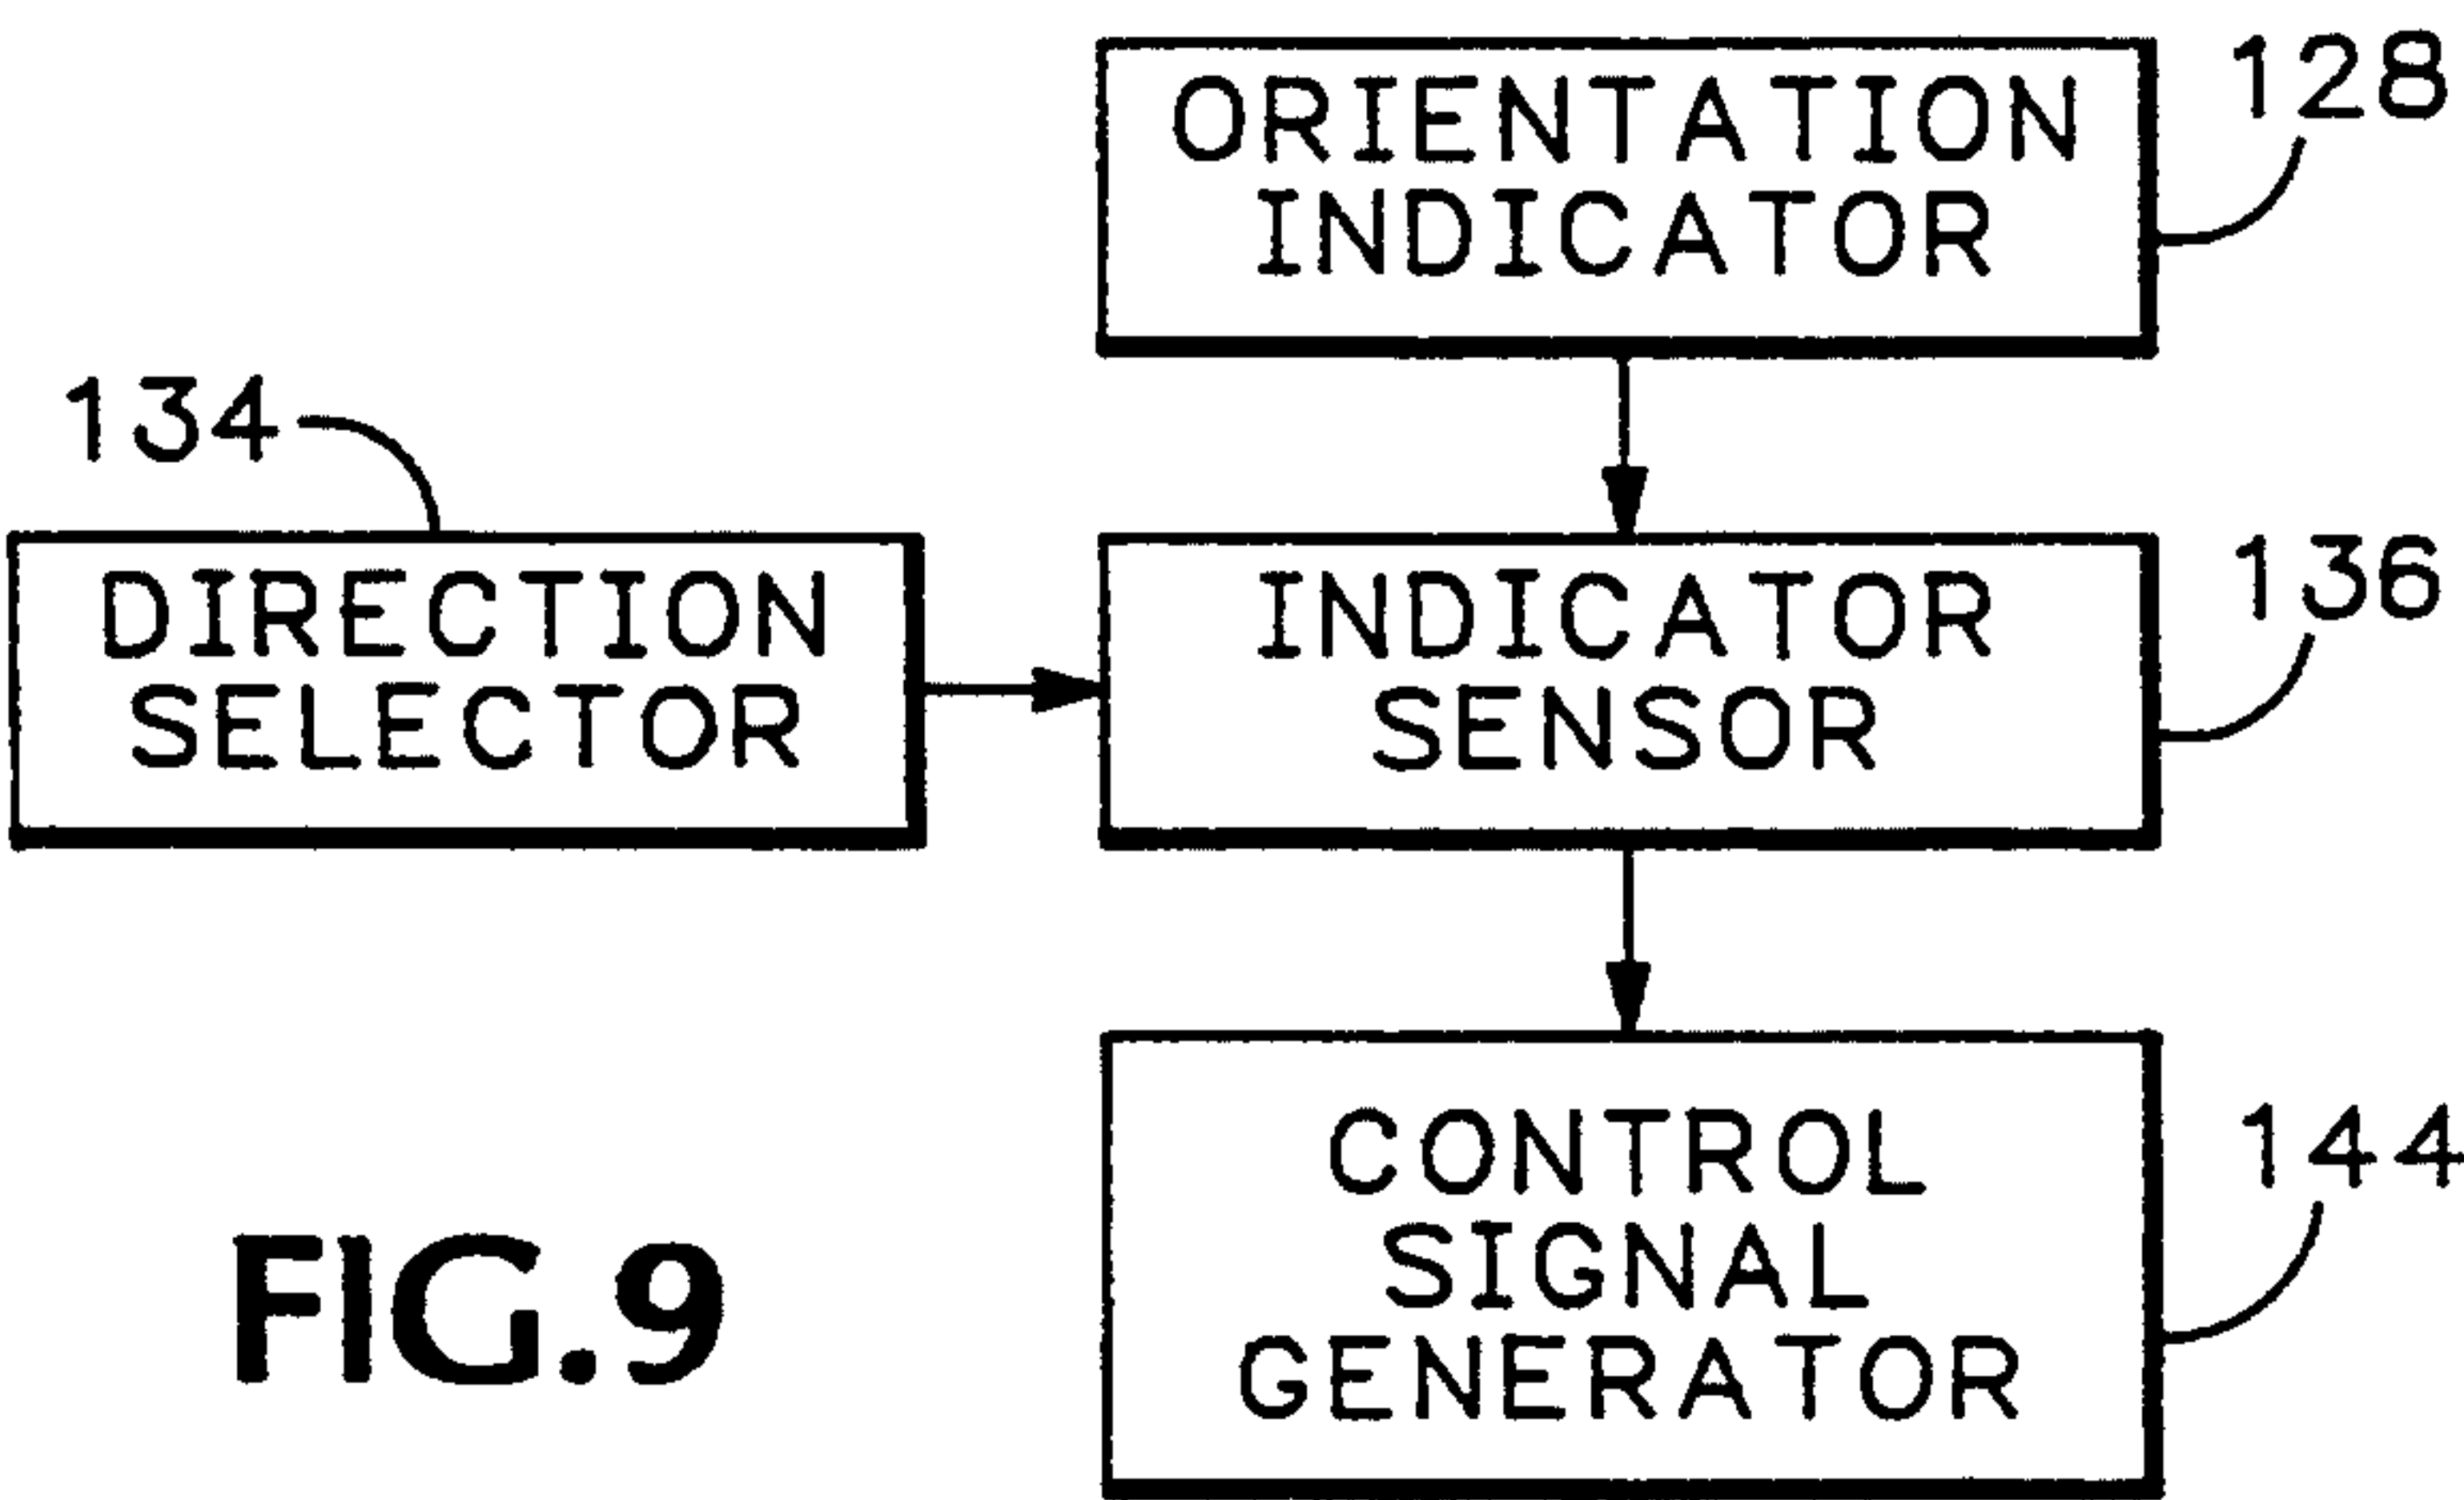 ORIENTATION
INDICATOR
128
134
DIRECTION
SELECTOR
INDICATOR
SENSOR
136
CONTROL
SIGNAL
GENERATOR
144
FIG.9